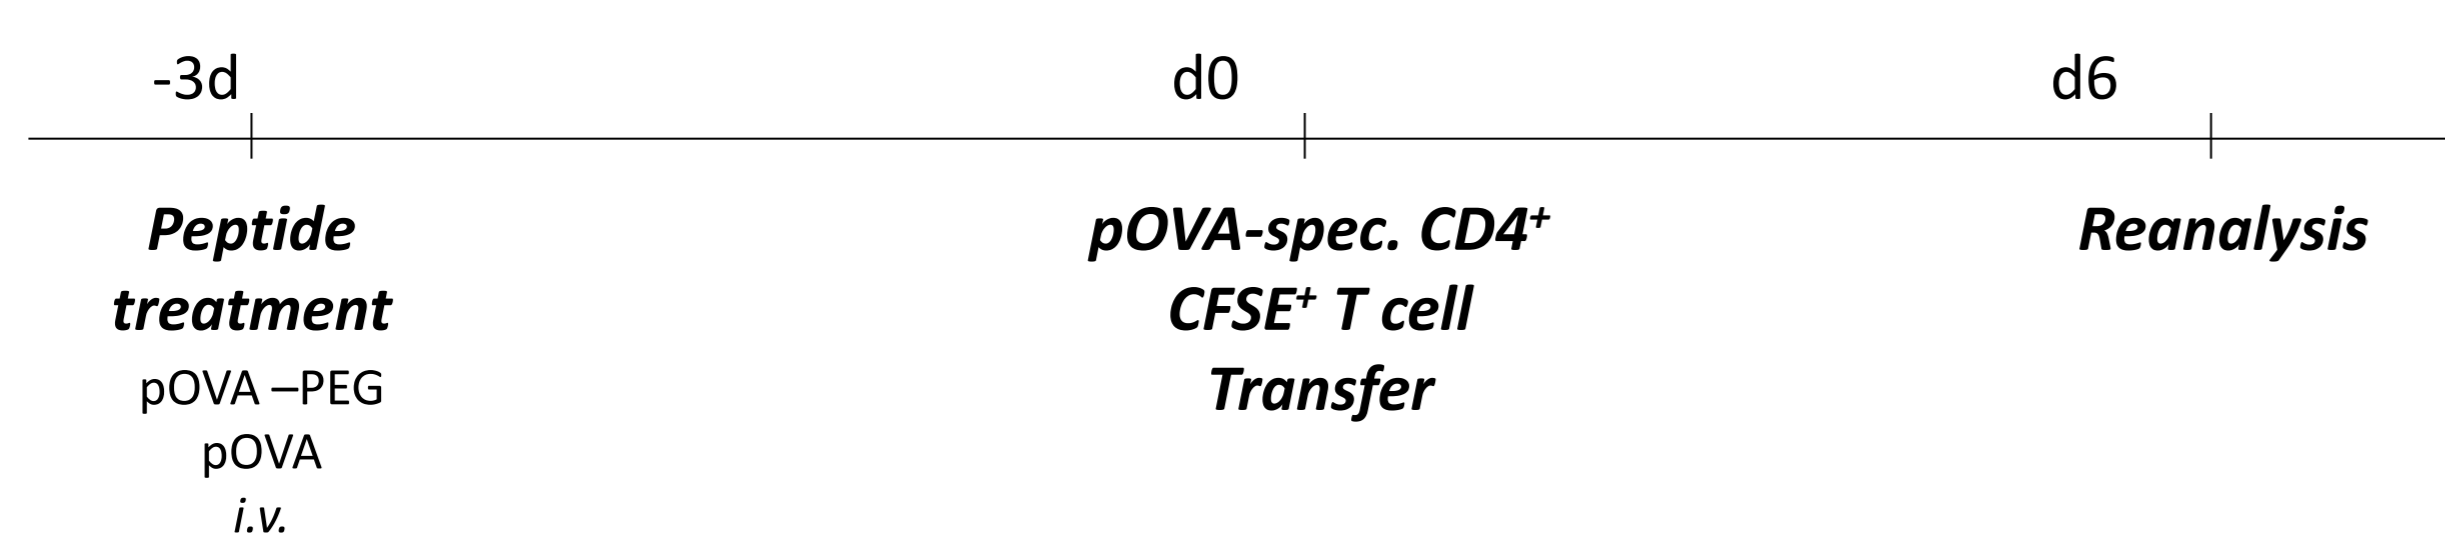 -3d
d0
d6
Peptide
treatment
pOVA –PEG
pOVA
i.v.
pOVA-spec. CD4⁺
CFSE⁺ T cell
Transfer
Reanalysis